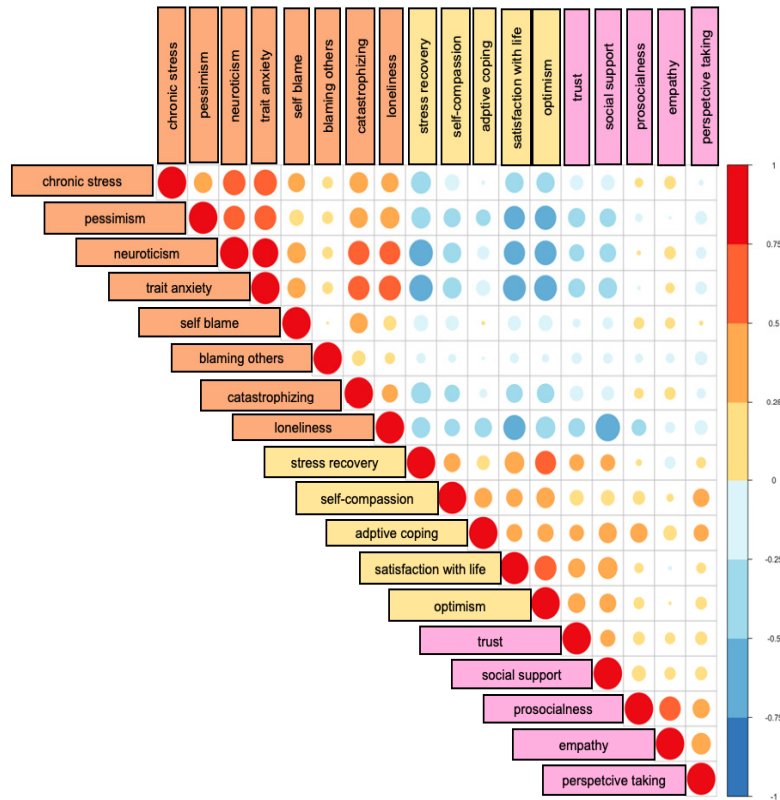 chronic stress
pessimism
neuroticism
trait anxiety
self blame
blaming others
catastrophizing
loneliness
stress recovery
self-compassion
adptive coping
satisfaction with life
optimism
trust
social support
prosocialness
empathy
perspetcive taking
chronic stress
pessimism
neuroticism
trait anxiety
self blame
blaming others
catastrophizing
loneliness
stress recovery
self-compassion
adptive coping
satisfaction with life
optimism
trust
social support
prosocialness
empathy
perspetcive taking
1
0.75
0.5
0.25
0
-0.25
-0.5
-0.75
-1